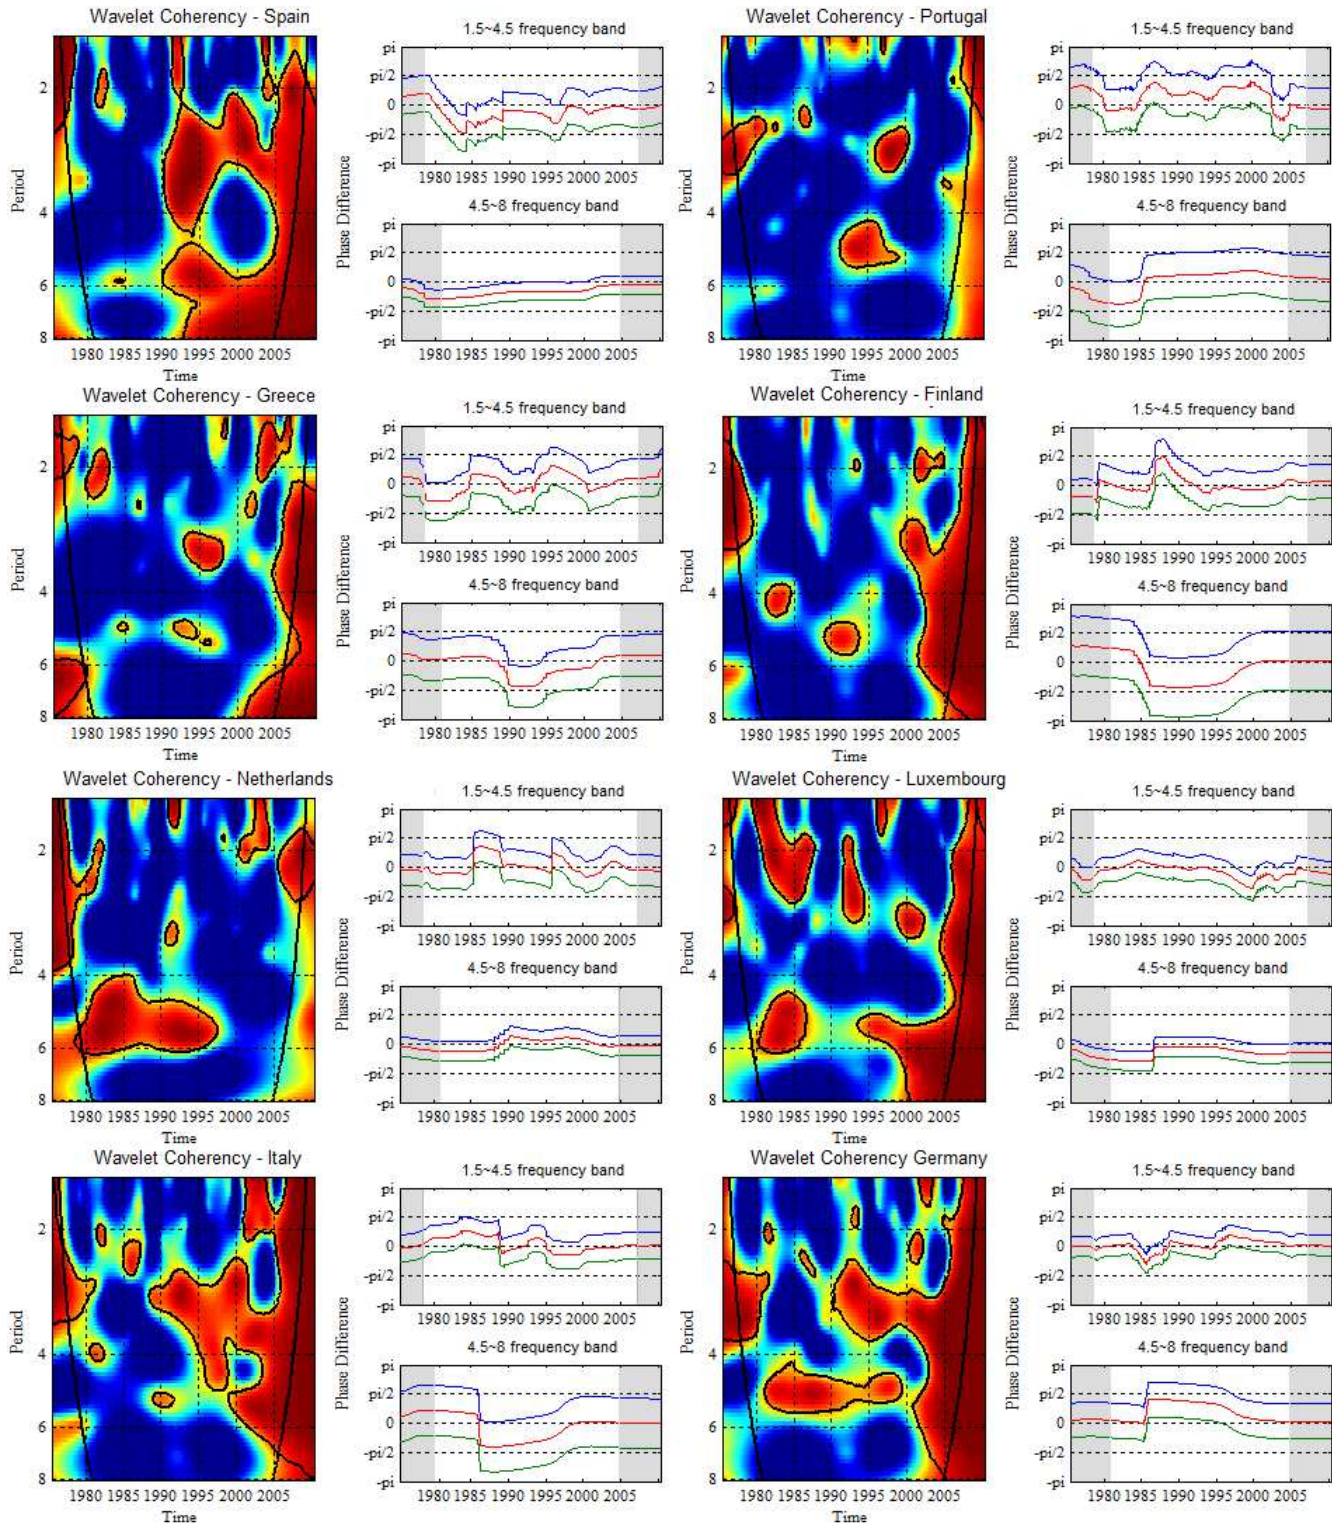 Wavelet Coherency - Spain
1.5~4.5 frequency band
pi
pi/2
0
-pi/2
-pi
1980 1985 1990 1995 2000 2005
4.5~8 frequency band
pi
pi/2
0
-pi/2
-pi
1980 1985 1990 1995 2000 2005
Phase Difference
Period
2
4
6
8
1980 1985 1990 1995 2000 2005
Time
Wavelet Coherency - Portugal
1.5~4.5 frequency band
pi
pi/2
0
-pi/2
-pi
1980 1985 1990 1995 2000 2005
4.5~8 frequency band
pi
pi/2
0
-pi/2
-pi
1980 1985 1990 1995 2000 2005
Phase Difference
Period
2
4
6
8
1980 1985 1990 1995 2000 2005
Time
Wavelet Coherency - Greece
1.5~4.5 frequency band
pi
pi/2
0
-pi/2
-pi
1980 1985 1990 1995 2000 2005
4.5~8 frequency band
pi
pi/2
0
-pi/2
-pi
1980 1985 1990 1995 2000 2005
Phase Difference
Period
2
4
6
8
1980 1985 1990 1995 2000 2005
Time
Wavelet Coherency - Finland
1.5~4.5 frequency band
pi
pi/2
0
-pi/2
-pi
1980 1985 1990 1995 2000 2005
4.5~8 frequency band
pi
pi/2
0
-pi/2
-pi
1980 1985 1990 1995 2000 2005
Phase Difference
Period
2
4
6
8
1980 1985 1990 1995 2000 2005
Time
Wavelet Coherency - Netherlands
1.5~4.5 frequency band
pi
pi/2
0
-pi/2
-pi
1980 1985 1990 1995 2000 2005
4.5~8 frequency band
pi
pi/2
0
-pi/2
-pi
1980 1985 1990 1995 2000 2005
Phase Difference
Period
2
4
6
8
1980 1985 1990 1995 2000 2005
Time
Wavelet Coherency - Luxembourg
1.5~4.5 frequency band
pi
pi/2
0
-pi/2
-pi
1980 1985 1990 1995 2000 2005
4.5~8 frequency band
pi
pi/2
0
-pi/2
-pi
1980 1985 1990 1995 2000 2005
Phase Difference
Period
2
4
6
8
1980 1985 1990 1995 2000 2005
Time
Wavelet Coherency - Italy
1.5~4.5 frequency band
pi
pi/2
0
-pi/2
-pi
1980 1985 1990 1995 2000 2005
4.5~8 frequency band
pi
pi/2
0
-pi/2
-pi
1980 1985 1990 1995 2000 2005
Phase Difference
Period
2
4
6
8
1980 1985 1990 1995 2000 2005
Time
Wavelet Coherency Germany
1.5~4.5 frequency band
pi
pi/2
0
-pi/2
-pi
1980 1985 1990 1995 2000 2005
4.5~8 frequency band
pi
pi/2
0
-pi/2
-pi
1980 1985 1990 1995 2000 2005
Phase Difference
Period
2
4
6
8
1980 1985 1990 1995 2000 2005
Time